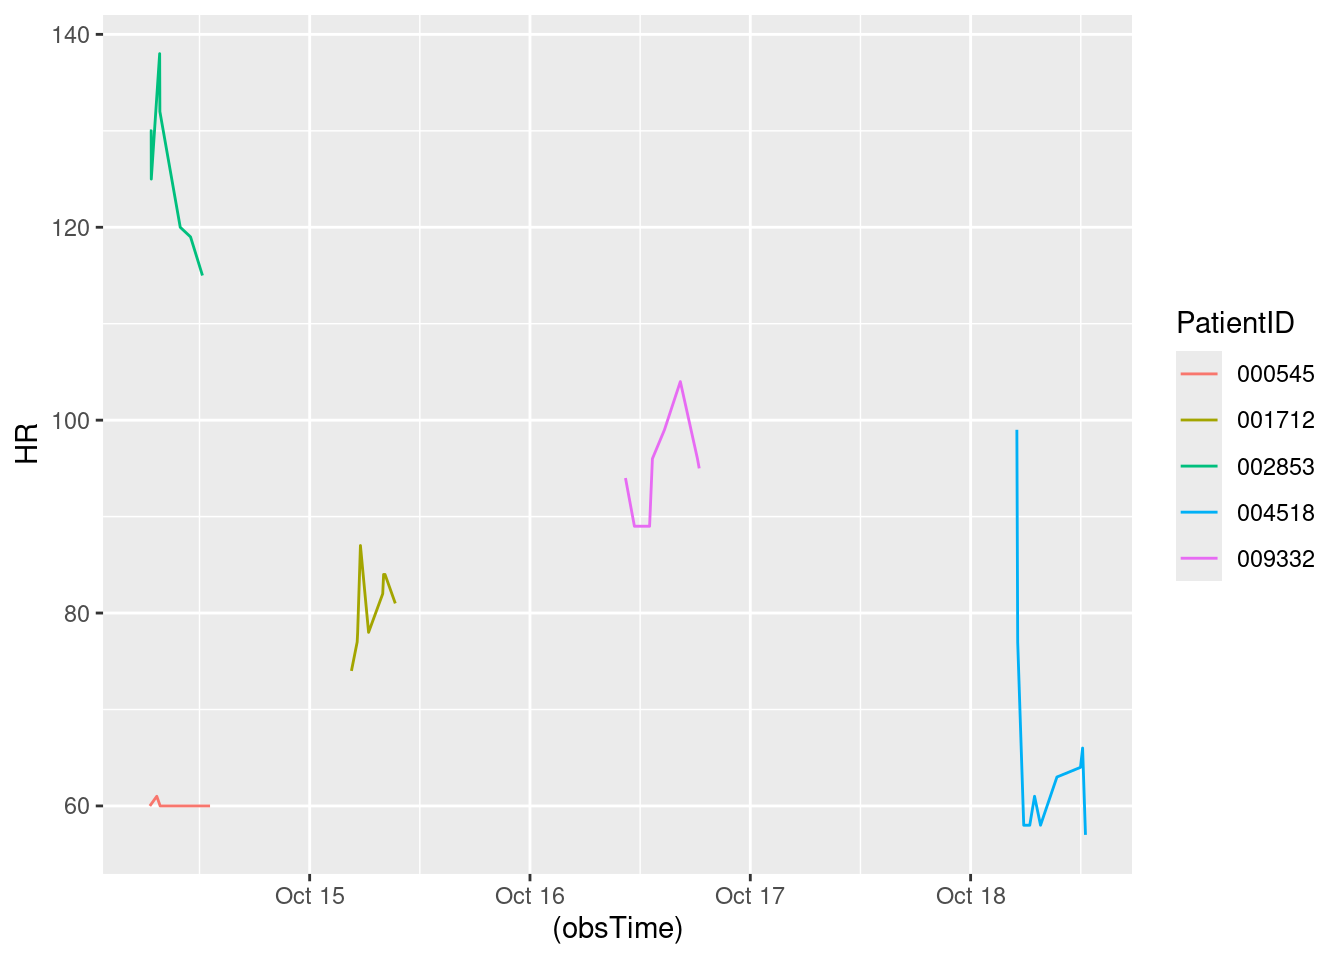 140
120
100
80
60
HR
Oct 15
Oct 16
Oct 17
Oct 18
(obsTime)
PatientID
000545
001712
002853
004518
009332